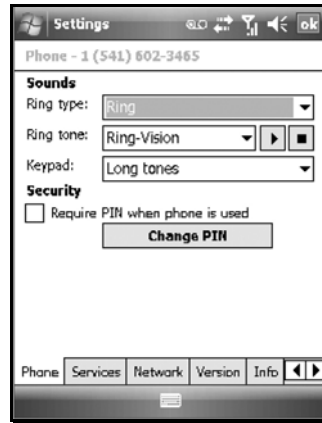 Settings
ok
Phone - 1 (541) 602-3465
Sounds
Ring type: Ring
Ring tone: Ring-Vision
Keypad: Long tones
Security
Require PIN when phone is used
Change PIN
Phone Services Network Version Info